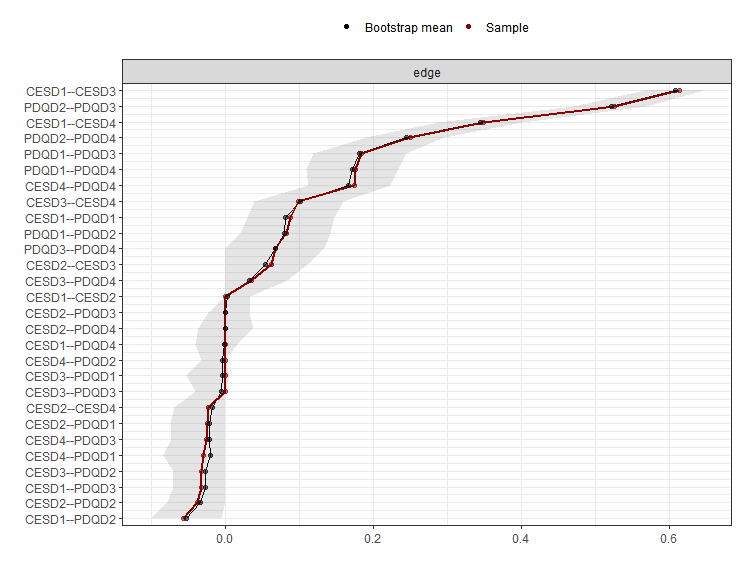 Bootstrap mean Sample
edge
CESD1--CESD3
PDQD2--PDQD3
CESD1--CESD4
PDQD2--PDQD4
PDQD1--PDQD3
PDQD1--PDQD4
CESD4--PDQD4
CESD3--CESD4
CESD1--PDQD1
PDQD1--PDQD2
PDQD3--PDQD4
CESD2--CESD3
CESD3--PDQD4
CESD1--CESD2
CESD2--PDQD3
CESD2--PDQD4
CESD1--PDQD4
CESD4--PDQD2
CESD3--PDQD1
CESD3--PDQD3
CESD2--CESD4
CESD2--PDQD1
CESD4--PDQD3
CESD4--PDQD1
CESD3--PDQD2
CESD1--PDQD3
CESD2--PDQD2
CESD1--PDQD2
0.0 0.2 0.4 0.6